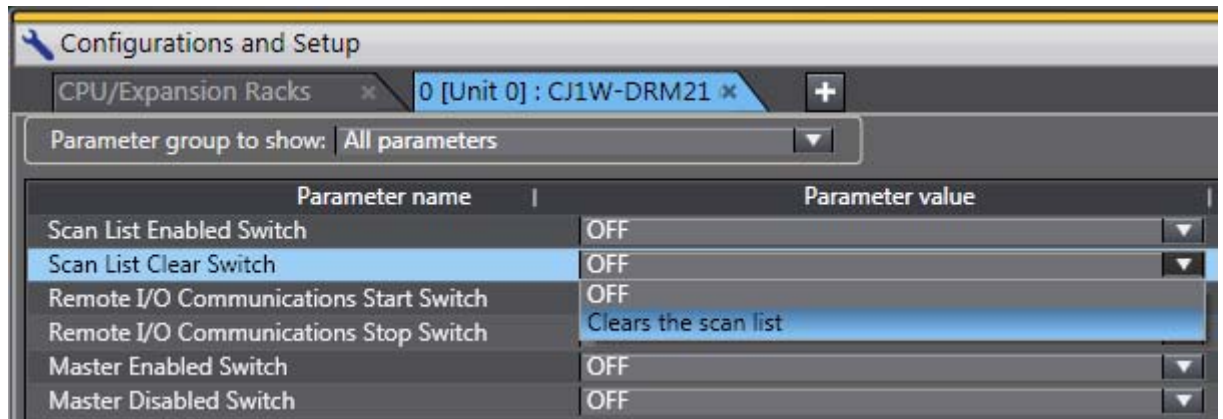 Configurations and Setup
CPU/Expansion Racks 0 [Unit 0] : CJ1W-DRM21
Parameter group to show: All parameters
Parameter name Parameter value
Scan List Enabled Switch OFF
Scan List Clear Switch OFF
Remote I/O Communications Start Switch OFF
Remote I/O Communications Stop Switch Clears the scan list
Master Enabled Switch OFF
Master Disabled Switch OFF